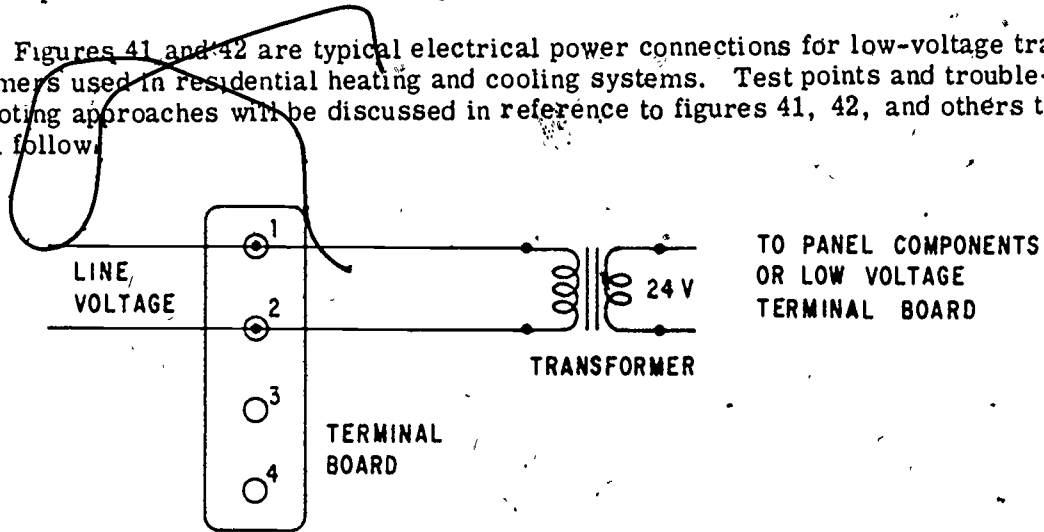 Figures 41 and 42 are typical electrical power connections for low-voltage tra
mers used in residential heating and cooling systems. Test points and trouble-
oting approaches will be discussed in reference to figures 41, 42, and others t
follow.
1
LINE
VOLTAGE
2
24 V
TO PANEL COMPONENTS
OR LOW VOLTAGE
TERMINAL BOARD
TRANSFORMER
3
TERMINAL
BOARD
4